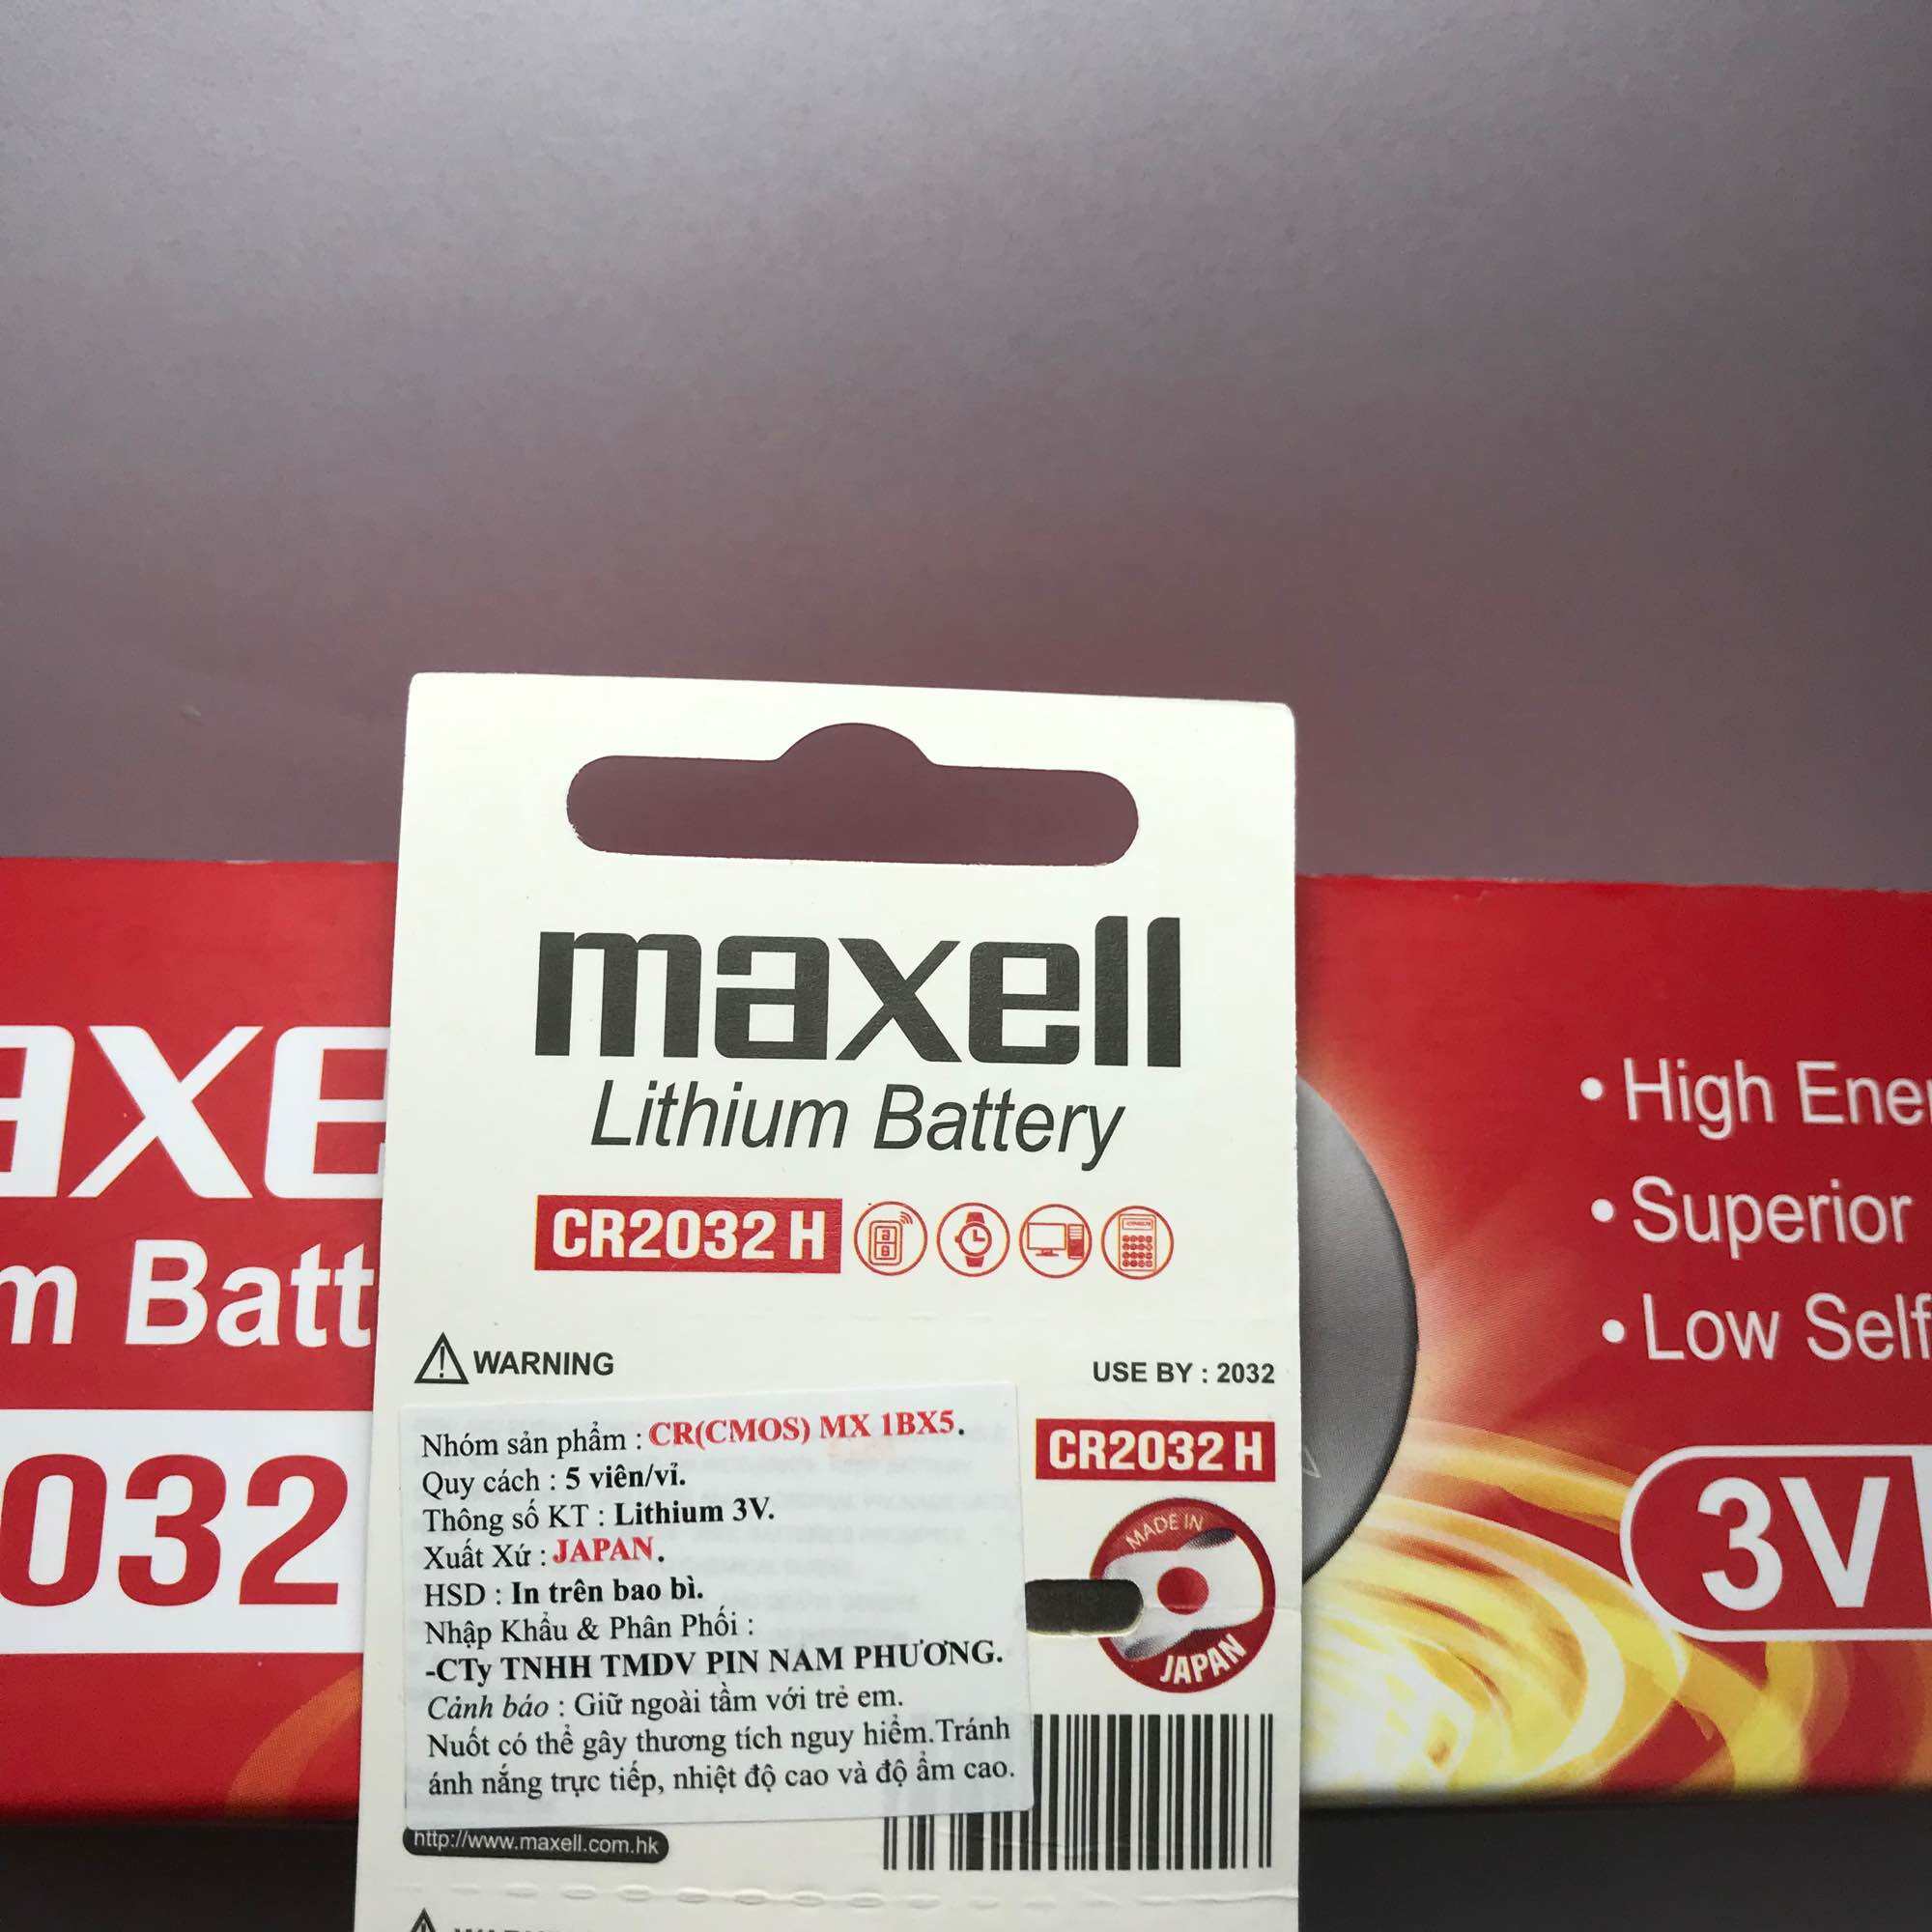 maxell
Lithium Battery
CR2032 H
WARNING
USE BY : 2032
Nhóm sản phẩm : CR(CMOS) MX 1BX5.
Quy cách : 5 viên/vỉ.
Thông số KT : Lithium 3V.
Xuất Xứ : JAPAN.
HSD : In trên bao bì.
Nhập Khẩu & Phân Phối :
-CTy TNHH TMDV PIN NAM PHƯƠNG.
Cảnh báo : Giữ ngoài tầm với trẻ em.
Nuốt có thể gây thương tích nguy hiểm.Tránh
ánh nắng trực tiếp, nhiệt độ cao và độ ẩm cao.
CR2032 H
MADE IN
JAPAN
http://www.maxell.com.hk
axe
m Batt
032
• High Ene
• Superior
• Low Self
3V